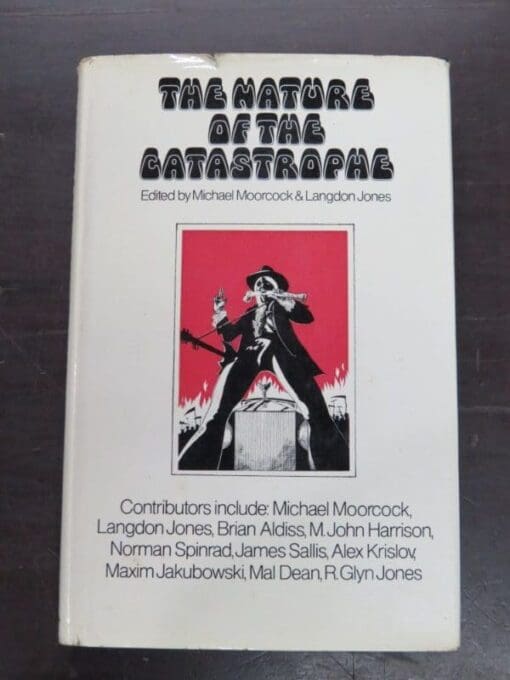 THE NATURE
OF THE
CATASTROPHE
Edited by Michael Moorcock & Langdon Jones
Contributors include: Michael Moorcock,
Langdon Jones, Brian Aldiss, M. John Harrison,
Norman Spinrad, James Sallis, Alex Krislov,
Maxim Jakubowski, Mal Dean, R. Glyn Jones